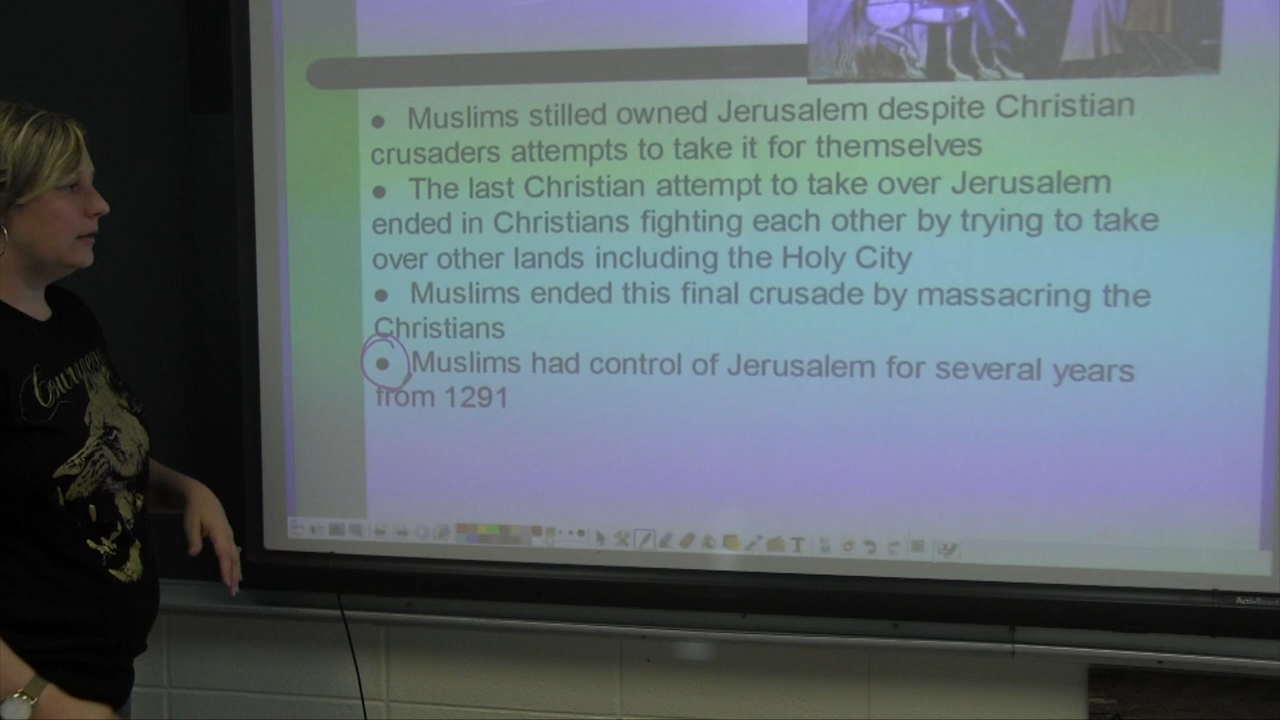 • Muslims stilled owned Jerusalem despite Christian
crusaders attempts to take it for themselves
• The last Christian attempt to take over Jerusalem
ended in Christians fighting each other by trying to take
over other lands including the Holy City
• Muslims ended this final crusade by massacring the
Christians
• Muslims had control of Jerusalem for several years
from 1291
T